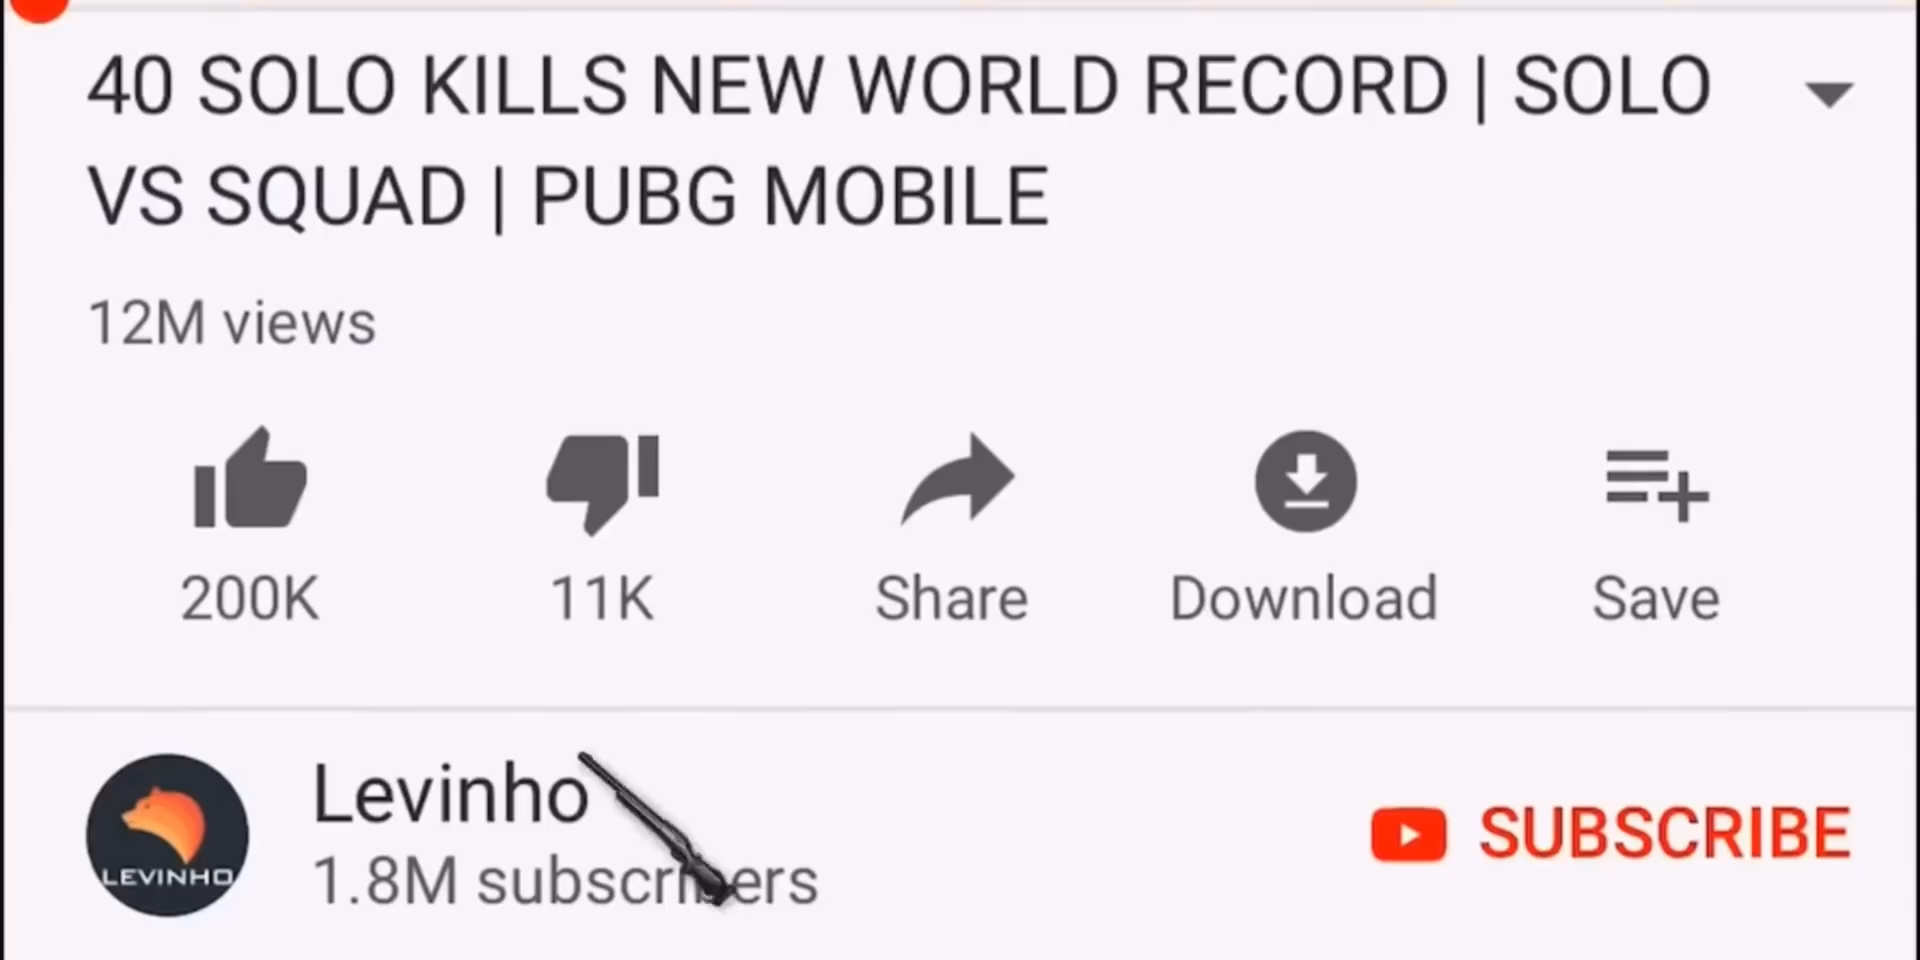 40 SOLO KILLS NEW WORLD RECORD | SOLO
VS SQUAD | PUBG MOBILE
12M views
200K
11K
Share
Download
Save
LEVINHO
Levinho
1.8M subscribers
SUBSCRIBE